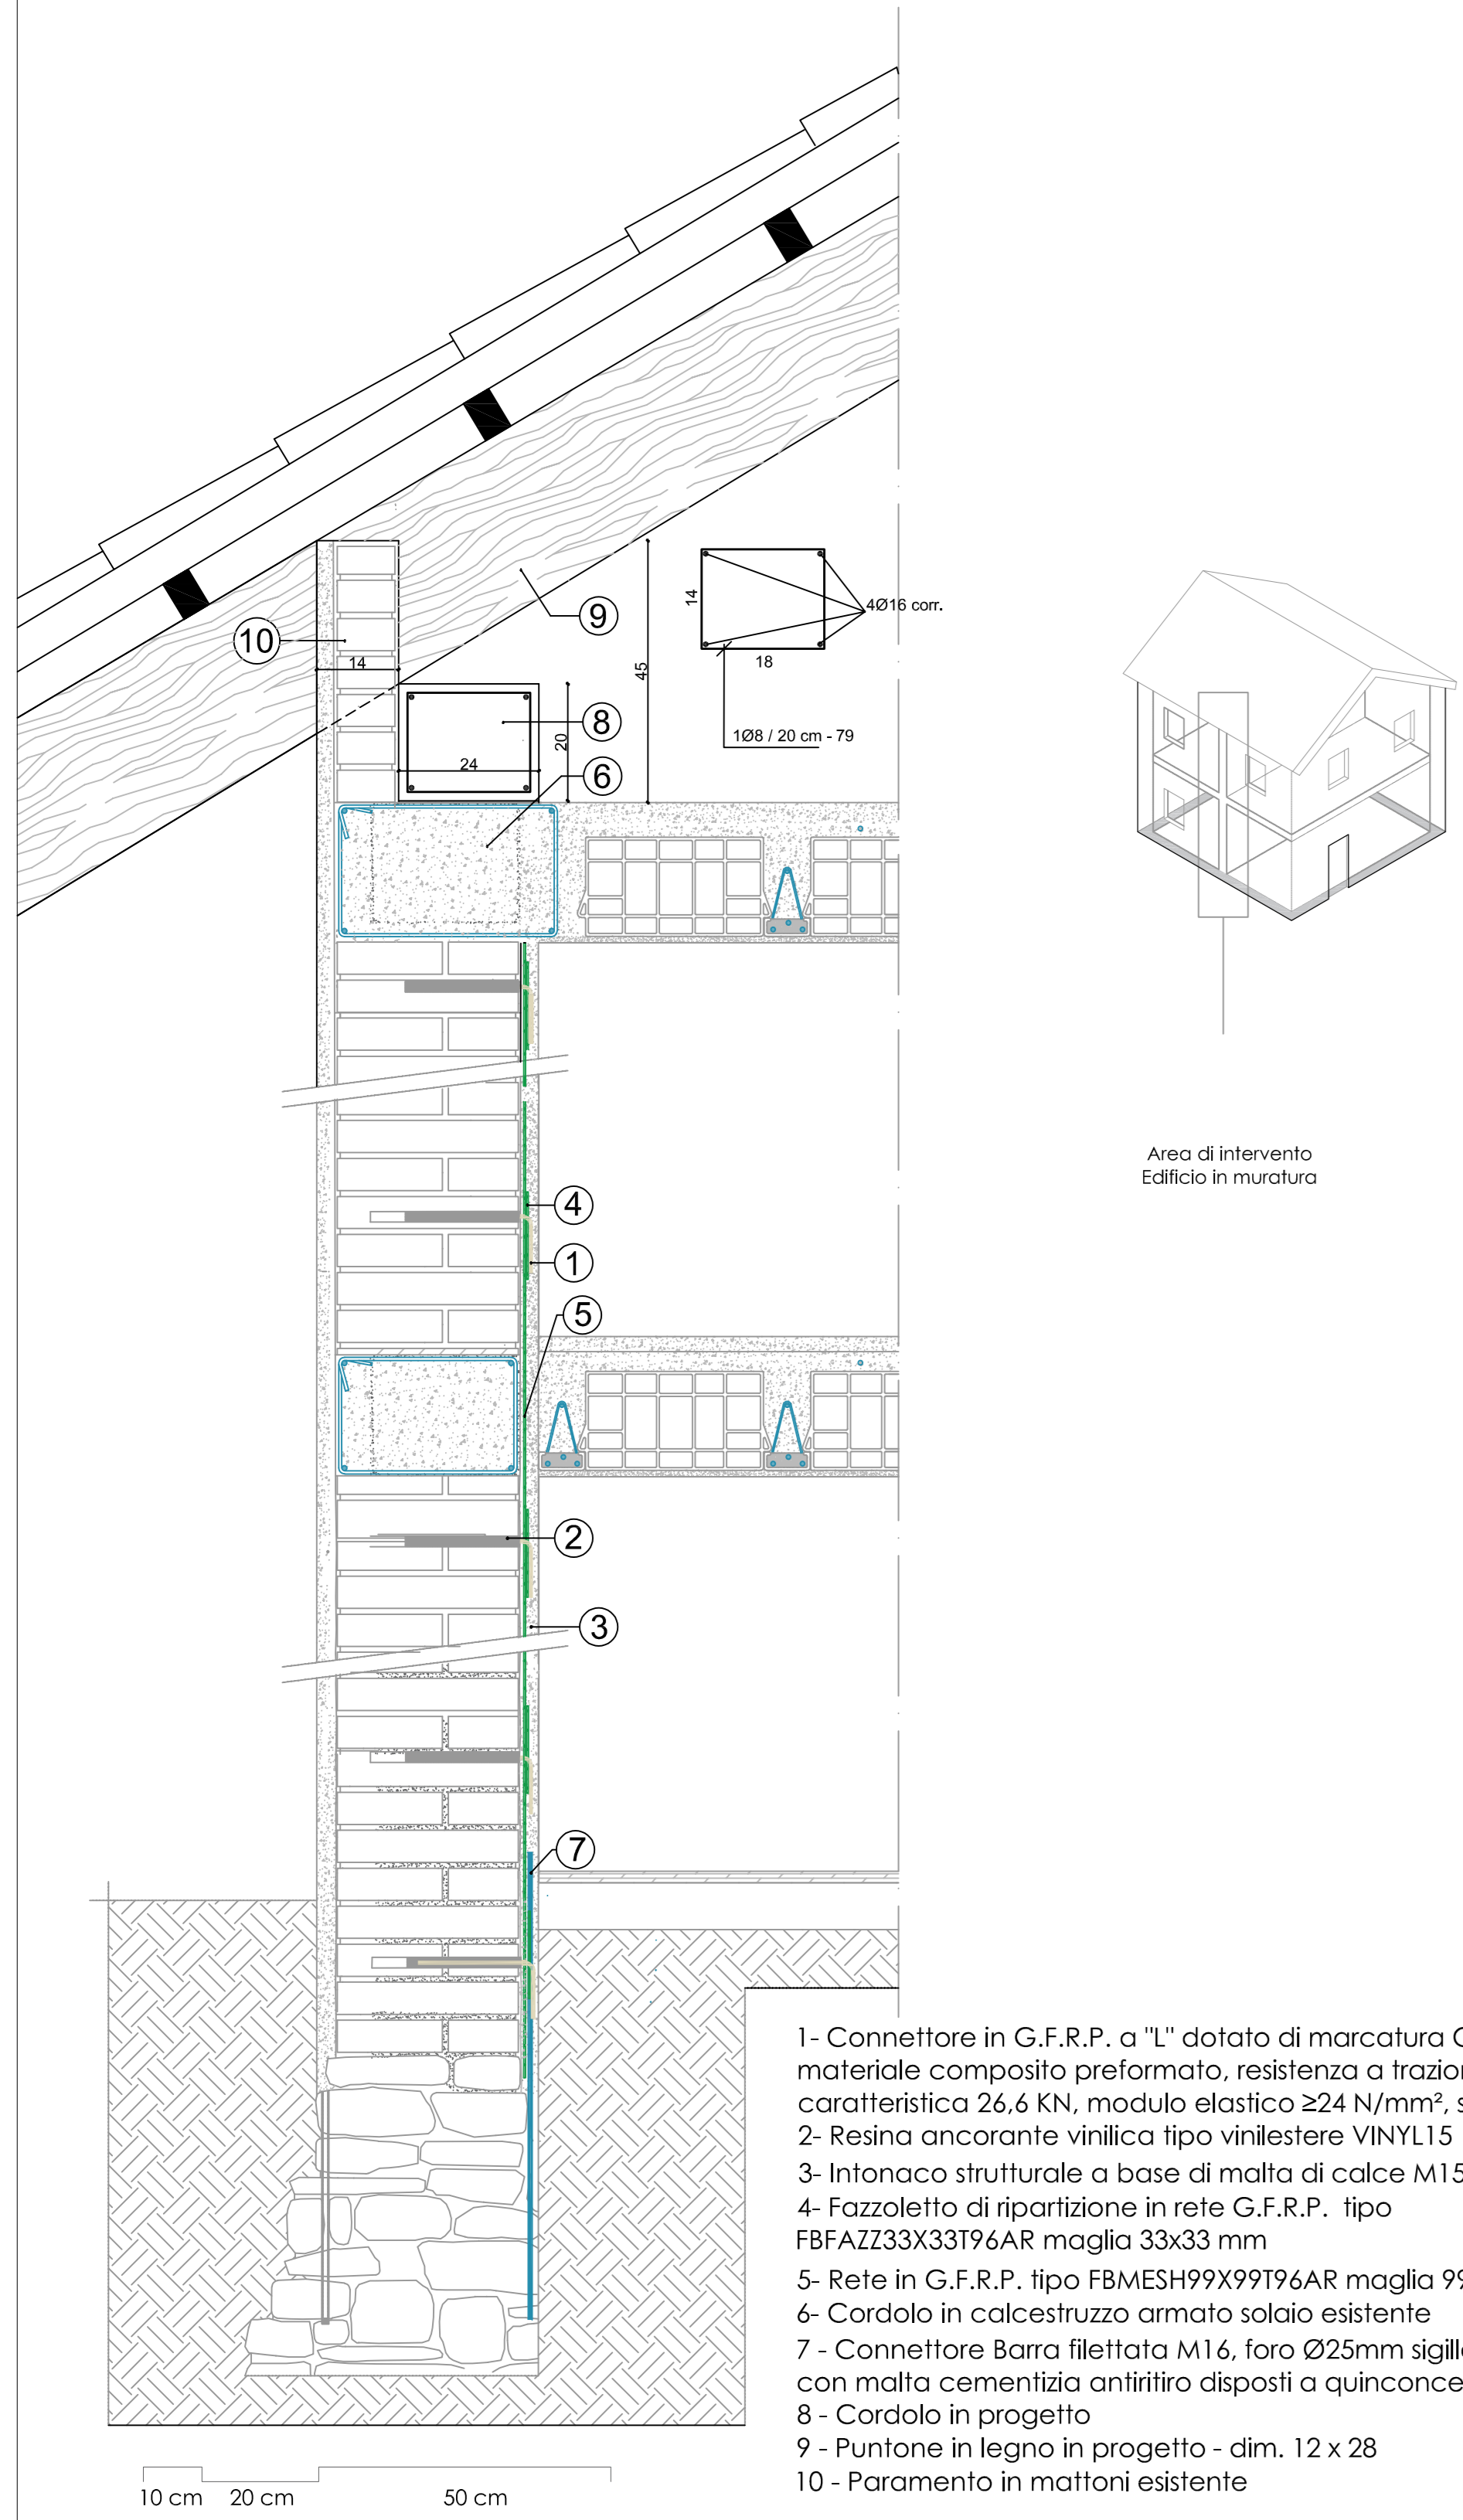 9
4Ø16 corr.
14
18
10
14
45
8
20
1Ø8 / 20 cm - 79
24
6
Area di intervento
Edificio in muratura
4
1
5
2
3
7
1- Connettore in G.F.R.P. a "L" dotato di marcatura
materiale composito preformato, resistenza a
caratteristica 26,6 KN, modulo elastico ≥24 N/mm²,
2- Resina ancorante vinilica tipo vinilestere VINYL15
3- Intonaco strutturale a base di malta di calce M15
4- Fazzoletto di ripartizione in rete G.F.R.P. tipo
FBFAZZ33X33T96AR maglia 33x33 mm
5- Rete in G.F.R.P. tipo FBMESH99X99T96AR maglia
6- Cordolo in calcestruzzo armato solaio esistente
7 - Connettore Barra filettata M16, foro Ø25mm
con malta cementizia antiritiro disposti a quinconce
8 - Cordolo in progetto
9 - Puntone in legno in progetto - dim. 12 x 28
10 - Paramento in mattoni esistente
10 cm 20 cm 50 cm